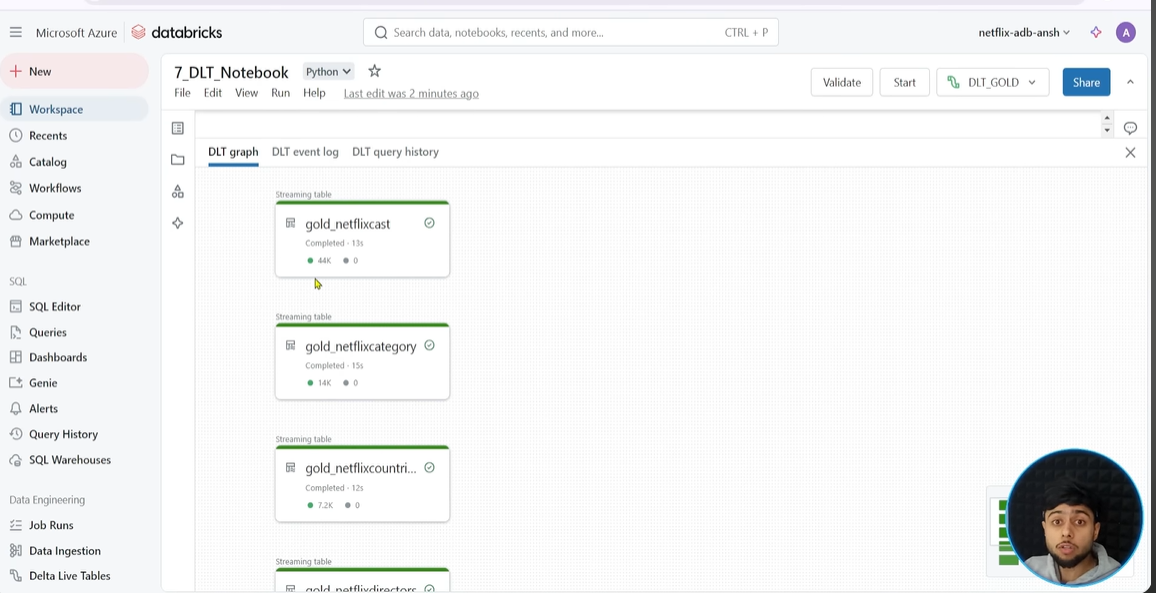 Microsoft Azure
databricks
Search data, notebooks, recents, and more...
CTRL + P
netflix-adb-ansh
A
New
Workspace
Recents
Catalog
Workflows
Compute
Marketplace
SQL
SQL Editor
Queries
Dashboards
Genie
Alerts
Query History
SQL Warehouses
Data Engineering
Job Runs
Data Ingestion
Delta Live Tables
7_DLT_Notebook
Python
File Edit View Run Help Last edit was 2 minutes ago
Validate
Start
DLT_GOLD
Share
DLT graph DLT event log DLT query history
Streaming table
gold_netflixcast
Completed · 13s
44K 0
Streaming table
gold_netflixcategory
Completed · 15s
14K 0
Streaming table
gold_netflixcountri...
Completed · 12s
7.2K 0
Streaming table
gold_netflixdirectors